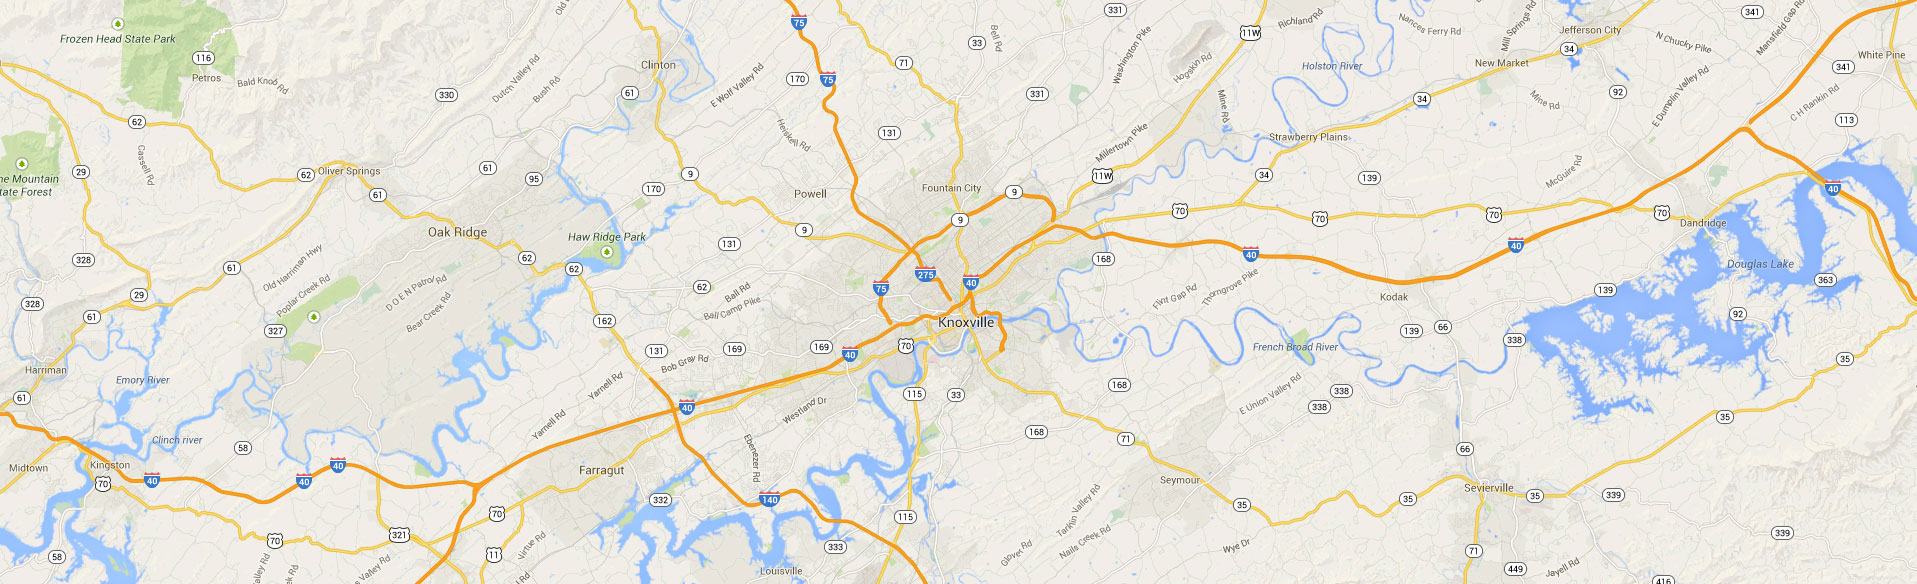 Frozen Head State Park
116
Petros
Bald Knob Rd
62
Cassell Rd
29
ne Mountain
tate Forest
328
328
29
61
61
Harriman
61
Midtown
Kingston
70
58
40
Emory River
Clinch river
58
40
40
70
321
alley Rd
ek Rd
s Valley Rd
Oliver Springs
62
61
61
95
330
Old
Dutch Valley Rd
Bush Rd
Clinton
61
Oak Ridge
62
62
Haw Ridge Park
Old Harriman Hwy
Poplar Creek Rd
327
D O E N Patrol Rd
Bear Creek Rd
162
170
9
131
62
Ball Rd
Ball Camp Pike
131
169
169
Bob Gray Rd
Yarnell Rd
Yarnell Rd
40
40
Westland Dr
Ebenezer Rd
Farragut
70
11
Virtue Rd
l Rd
332
140
333
Louisville
115
115
33
E Wolf Valley Rd
170
75
75
Heiskell Rd
131
71
33
Bell Rd
331
331
Powell
Fountain City
9
9
9
275
75
40
Knoxville
70
Washington Pike
Hogskin Rd
Millertown Pike
11W
11W
Richland Rd
Mine Rd
Holston River
Nances Ferry Rd
Mill Springs Rd
Jefferson City
34
New Market
34
Strawberry Plains
34
Mine Rd
92
N Chucky Pike
E Dumplin Valley Rd
Mansfield Gap Rd
341
341
White Pine
C H Rankin Rd
113
139
McGuire Rd
70
70
70
70
168
40
40
40
Dandridge
Douglas Lake
363
92
Kodak
139
139
66
338
Flint Gap Rd
Thorngrove Pike
French Broad River
168
168
71
E Union Valley Rd
338
338
Seymour
35
35
35
35
35
66
Sevierville
339
339
71
449
416
Jayell Rd
Wye Dr
Tarklin Valley Rd
Nails Creek Rd
Glover Rd